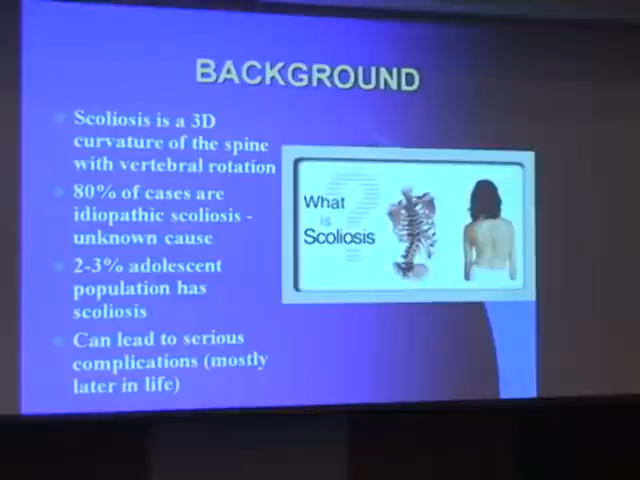 BACKGROUND
Scoliosis is a 3D
curvature of the spine
with vertebral rotation
80% of cases are
idiopathic scoliosis -
unknown cause
2-3% adolescent
population has
scoliosis
Can lead to serious
complications (mostly
later in life)
What
is
Scoliosis
?